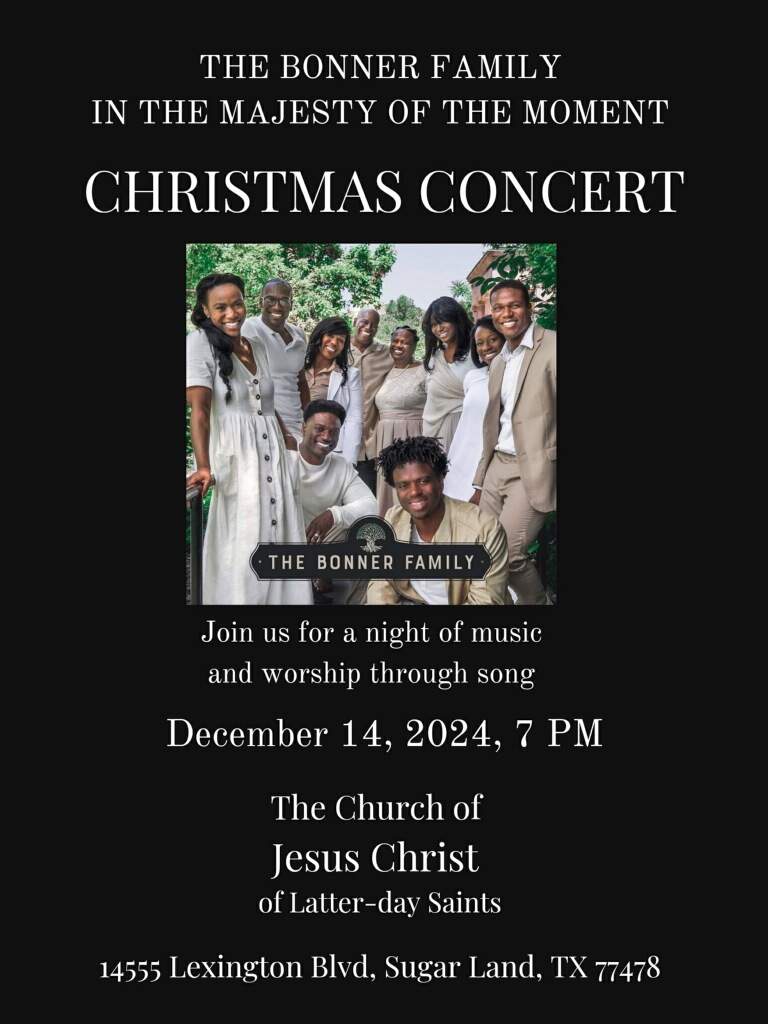 THE BONNER FAMILY
IN THE MAJESTY OF THE MOMENT
CHRISTMAS CONCERT
· THE BONNER FAMILY ·
Join us for a night of music
and worship through song
December 14, 2024, 7 PM
The Church of
Jesus Christ
of Latter-day Saints
14555 Lexington Blvd, Sugar Land, TX 77478